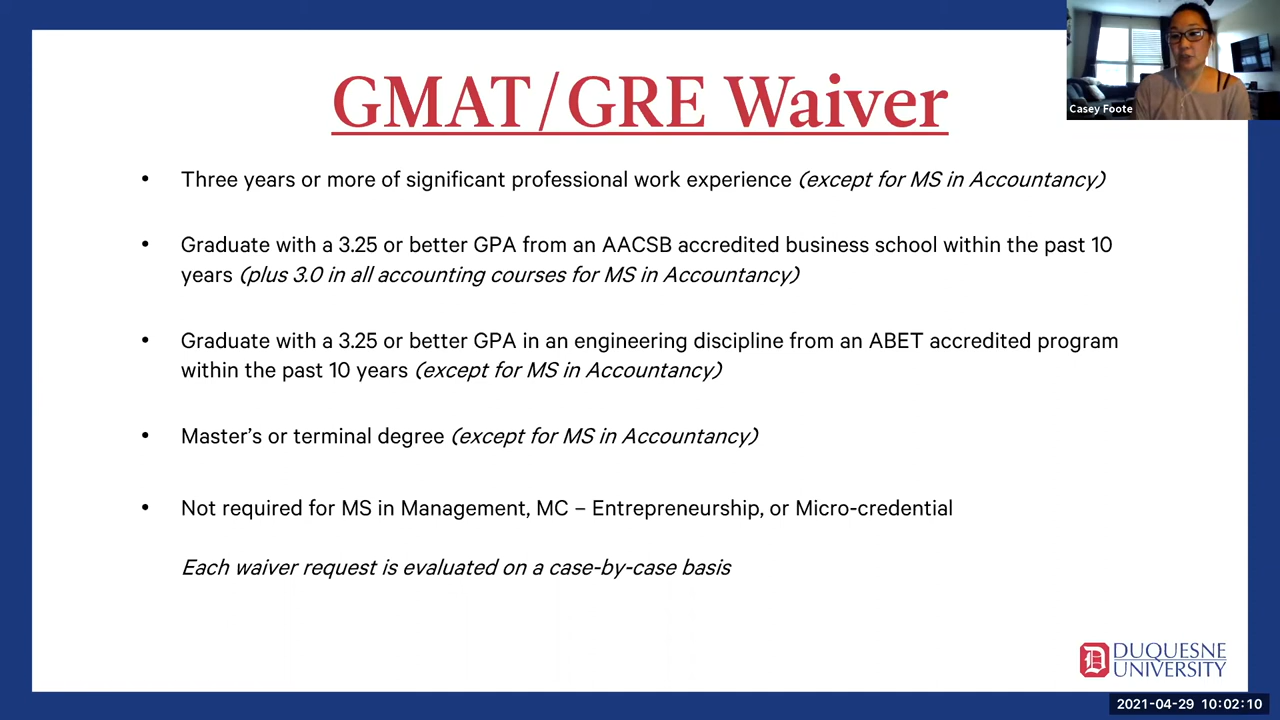 GMAT/GRE Waiver
Casey Foote
• Three years or more of significant professional work experience (except for MS in Accountancy)
• Graduate with a 3.25 or better GPA from an AACSB accredited business school within the past 10
years (plus 3.0 in all accounting courses for MS in Accountancy)
• Graduate with a 3.25 or better GPA in an engineering discipline from an ABET accredited program
within the past 10 years (except for MS in Accountancy)
• Master’s or terminal degree (except for MS in Accountancy)
• Not required for MS in Management, MC – Entrepreneurship, or Micro-credential
Each waiver request is evaluated on a case-by-case basis
D DUQUESNE
UNIVERSITY
2021-04-29 10:02:10